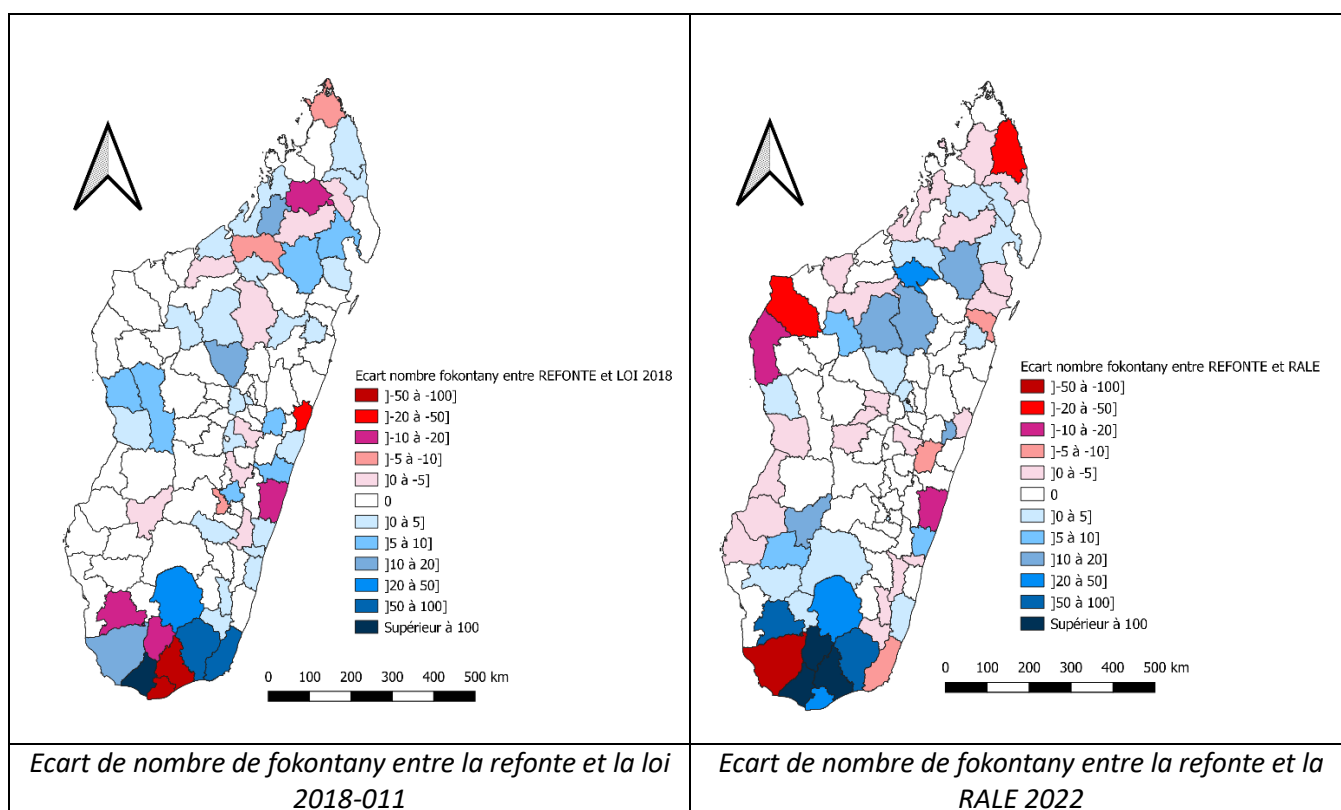 Ecart nombre fokontany entre REFONTE et LOI 2018
]-50 à -100]
]-20 à -50]
]-10 à -20]
]-5 à -10]
]0 à -5]
0
]0 à 5]
]5 à 10]
]10 à 20]
]20 à 50]
]50 à 100]
Supérieur à 100
0 100 200 300 400 500 km
Ecart nombre fokontany entre REFONTE et RALE
]-50 à -100]
]-20 à -50]
]-10 à -20]
]-5 à -10]
]0 à -5]
0
]0 à 5]
]5 à 10]
]10 à 20]
]20 à 50]
]50 à 100]
Supérieur à 100
0 100 200 300 400 500 km
Ecart de nombre de fokontany entre la refonte et la loi
2018-011
Ecart de nombre de fokontany entre la refonte et la
RALE 2022